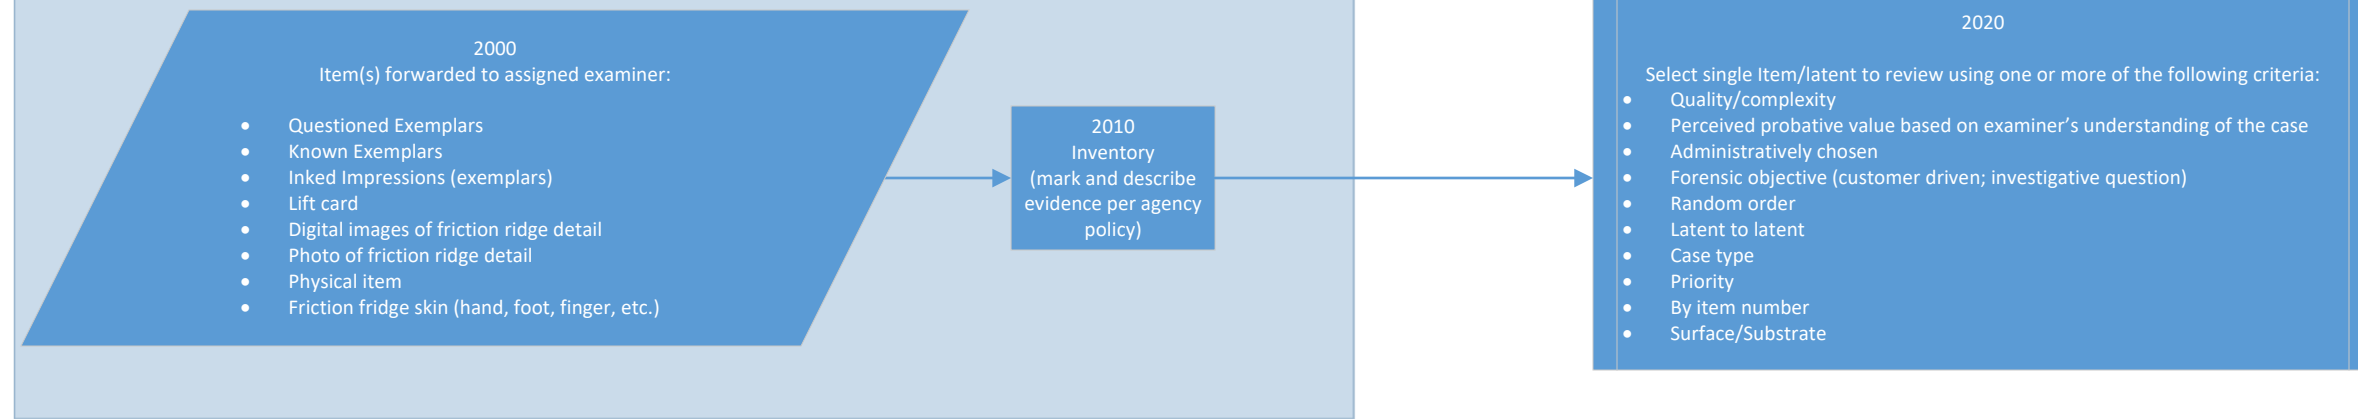 2000
Item(s) forwarded to assigned examiner:
• Questioned Exemplars
• Known Exemplars
• Inked Impressions (exemplars)
• Lift card
• Digital images of friction ridge detail
• Photo of friction ridge detail
• Physical item
• Friction fridge skin (hand, foot, finger, etc.)
2010
Inventory
(mark and describe
evidence per agency
policy)
2020
Select single Item/latent to review using one or more of the following criteria:
• Quality/complexity
• Perceived probative value based on examiner’s understanding of the case
• Administratively chosen
• Forensic objective (customer driven; investigative question)
• Random order
• Latent to latent
• Case type
• Priority
• By item number
• Surface/Substrate